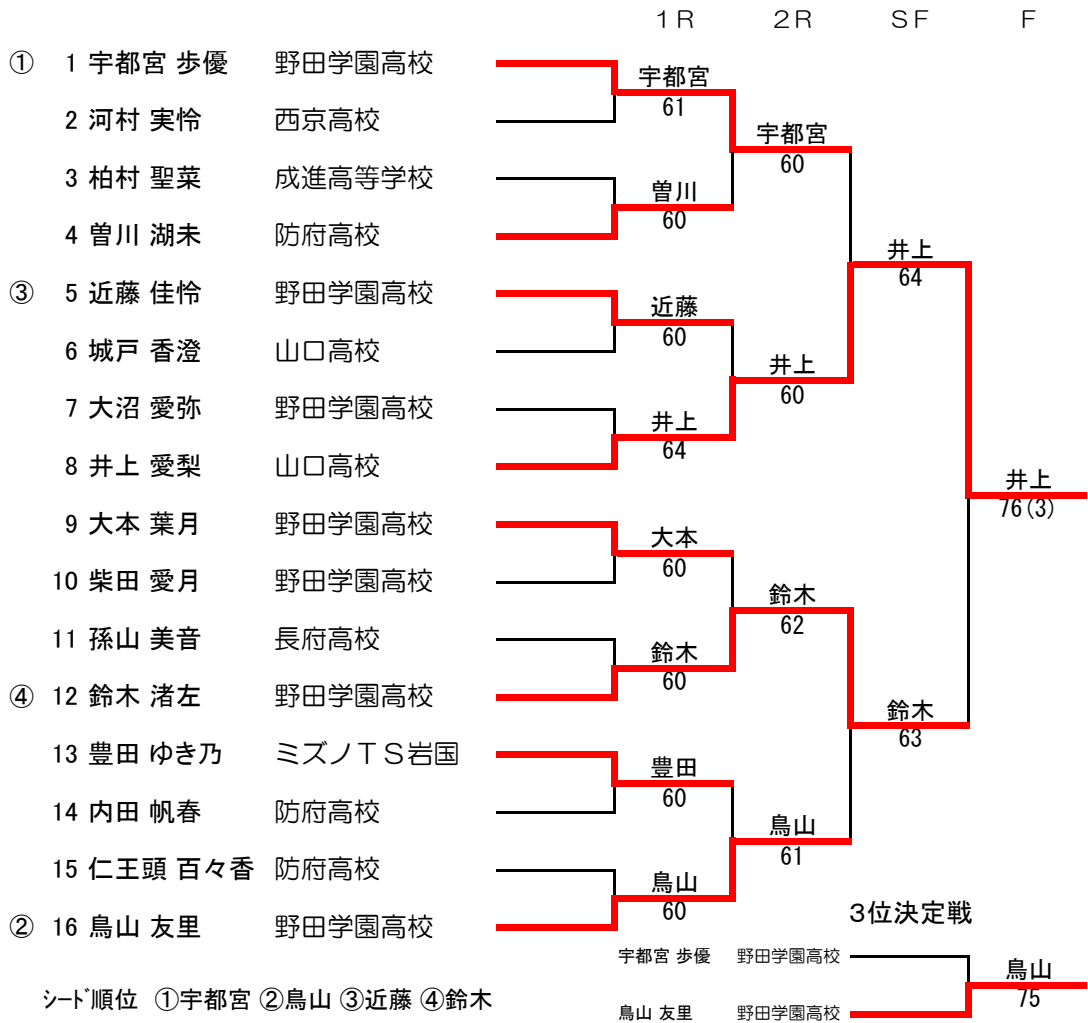 １Ｒ ２Ｒ ＳＦ Ｆ
① 1 宇都宮 歩優 野田学園高校
宇都宮
61
2 河村 実怜 西京高校
宇都宮
60
3 柏村 聖菜 成進高等学校
曽川
60
4 曽川 湖未 防府高校
井上
64
③ 5 近藤 佳怜 野田学園高校
近藤
60
6 城戸 香澄 山口高校
井上
60
7 大沼 愛弥 野田学園高校
井上
64
8 井上 愛梨 山口高校
井上
76(3)
9 大本 葉月 野田学園高校
大本
60
10 柴田 愛月 野田学園高校
鈴木
62
11 孫山 美音 長府高校
鈴木
60
④ 12 鈴木 渚左 野田学園高校
鈴木
63
13 豊田 ゆき乃 ミズノＴＳ岩国
豊田
60
14 内田 帆春 防府高校
鳥山
61
15 仁王頭 百々香 防府高校
鳥山
60
② 16 鳥山 友里 野田学園高校
3位決定戦
宇都宮 歩優 野田学園高校
鳥山
75
鳥山 友里 野田学園高校
ｼｰﾄﾞ順位 ①宇都宮 ②鳥山 ③近藤 ④鈴木